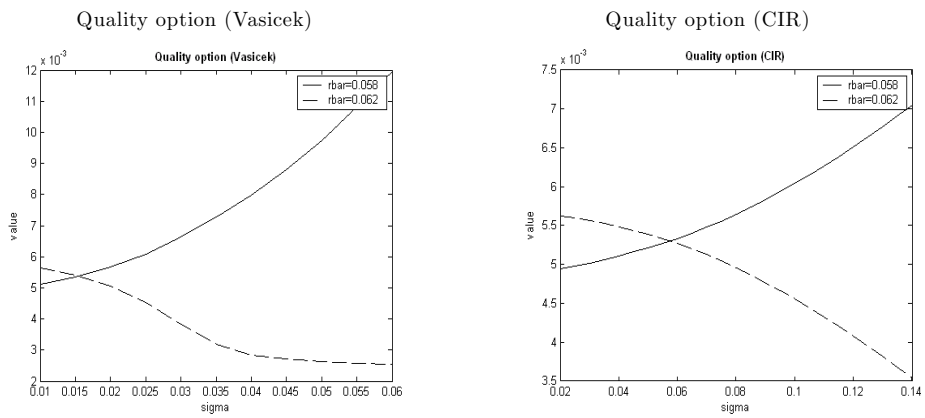 Quality option (Vasicek)
Quality option (CIR)
x 10⁻³
Quality option (Vasicek)
rbar=0.058
rbar=0.062
12
11
10
9
8
7
6
5
4
3
2
value
0.01 0.015 0.02 0.025 0.03 0.035 0.04 0.045 0.05 0.055 0.06
sigma
x 10⁻³
Quality option (CIR)
rbar=0.058
rbar=0.062
7.5
7
6.5
6
5.5
5
4.5
4
3.5
value
0.02 0.04 0.06 0.08 0.1 0.12 0.14
sigma